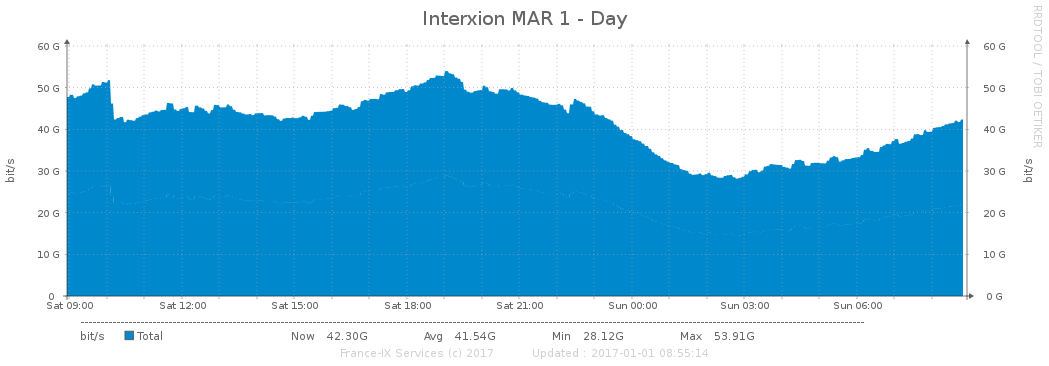 Interxion MAR 1 - Day
RRDTOOL / TOBI OETIKER
60 G 60 G
50 G 50 G
40 G 40 G
30 G 30 G
20 G 20 G
10 G 10 G
0 0 G
bit/s bit/s
Sat 09:00 Sat 12:00 Sat 15:00 Sat 18:00 Sat 21:00 Sun 00:00 Sun 03:00 Sun 06:00
bit/s Total Now 42.30G Avg 41.54G Min 28.12G Max 53.91G
France-IX Services (c) 2017 Updated : 2017-01-01 08:55:14